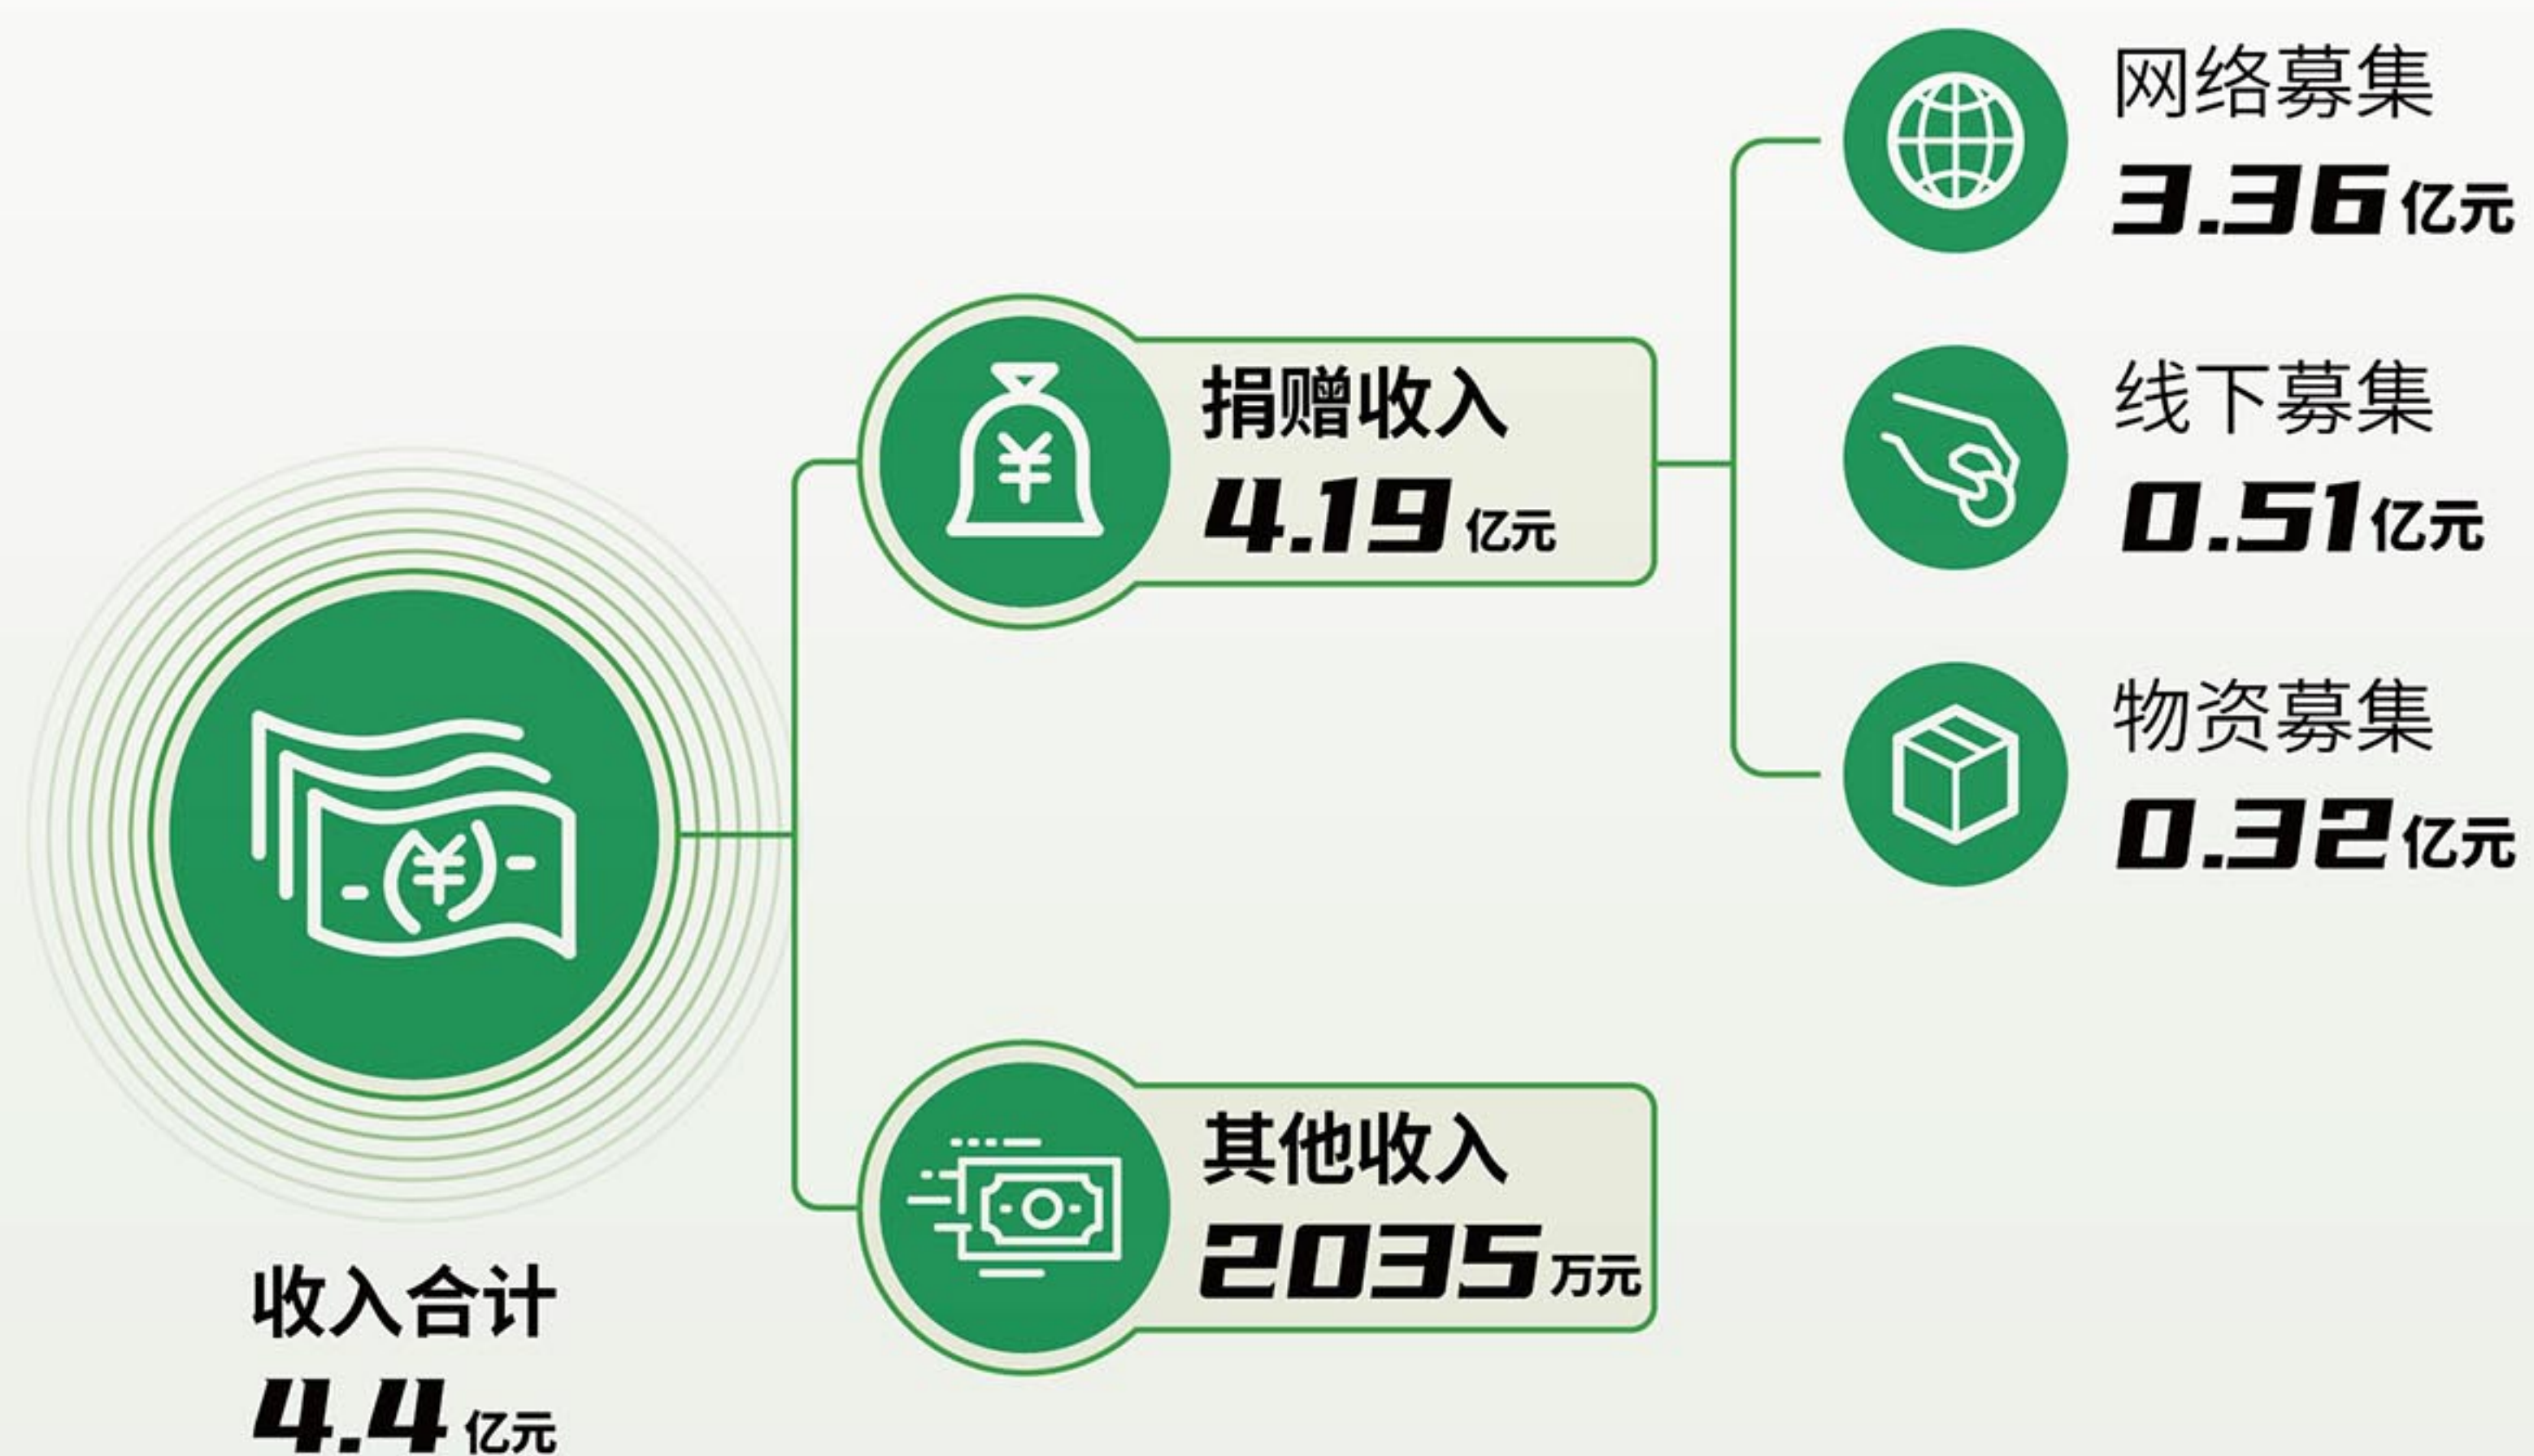 收入合计
4.4亿元
捐赠收入
4.19亿元
其他收入
2035万元
网络募集
3.36亿元
线下募集
0.51亿元
物资募集
0.32亿元